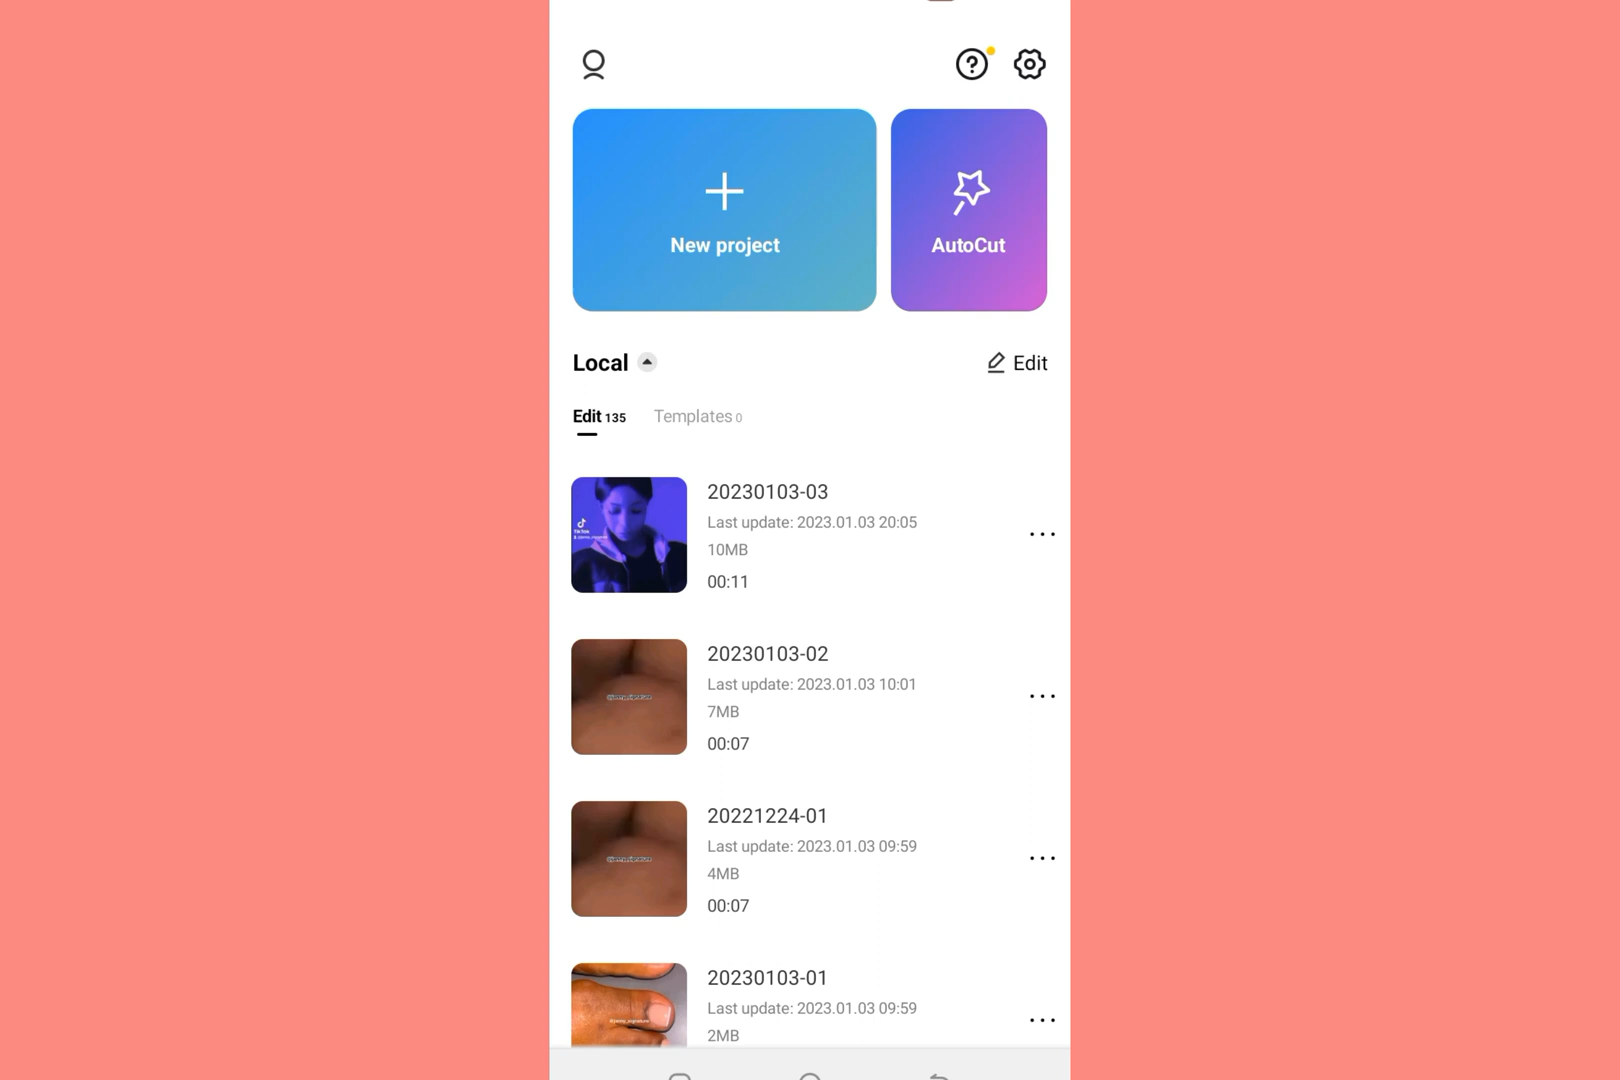 New project
AutoCut
Local
Edit
Edit 135
Templates 0
20230103-03
Last update: 2023.01.03 20:05
10MB
00:11
TikTok
20230103-02
Last update: 2023.01.03 10:01
7MB
00:07
20221224-01
Last update: 2023.01.03 09:59
4MB
00:07
20230103-01
Last update: 2023.01.03 09:59
2MB